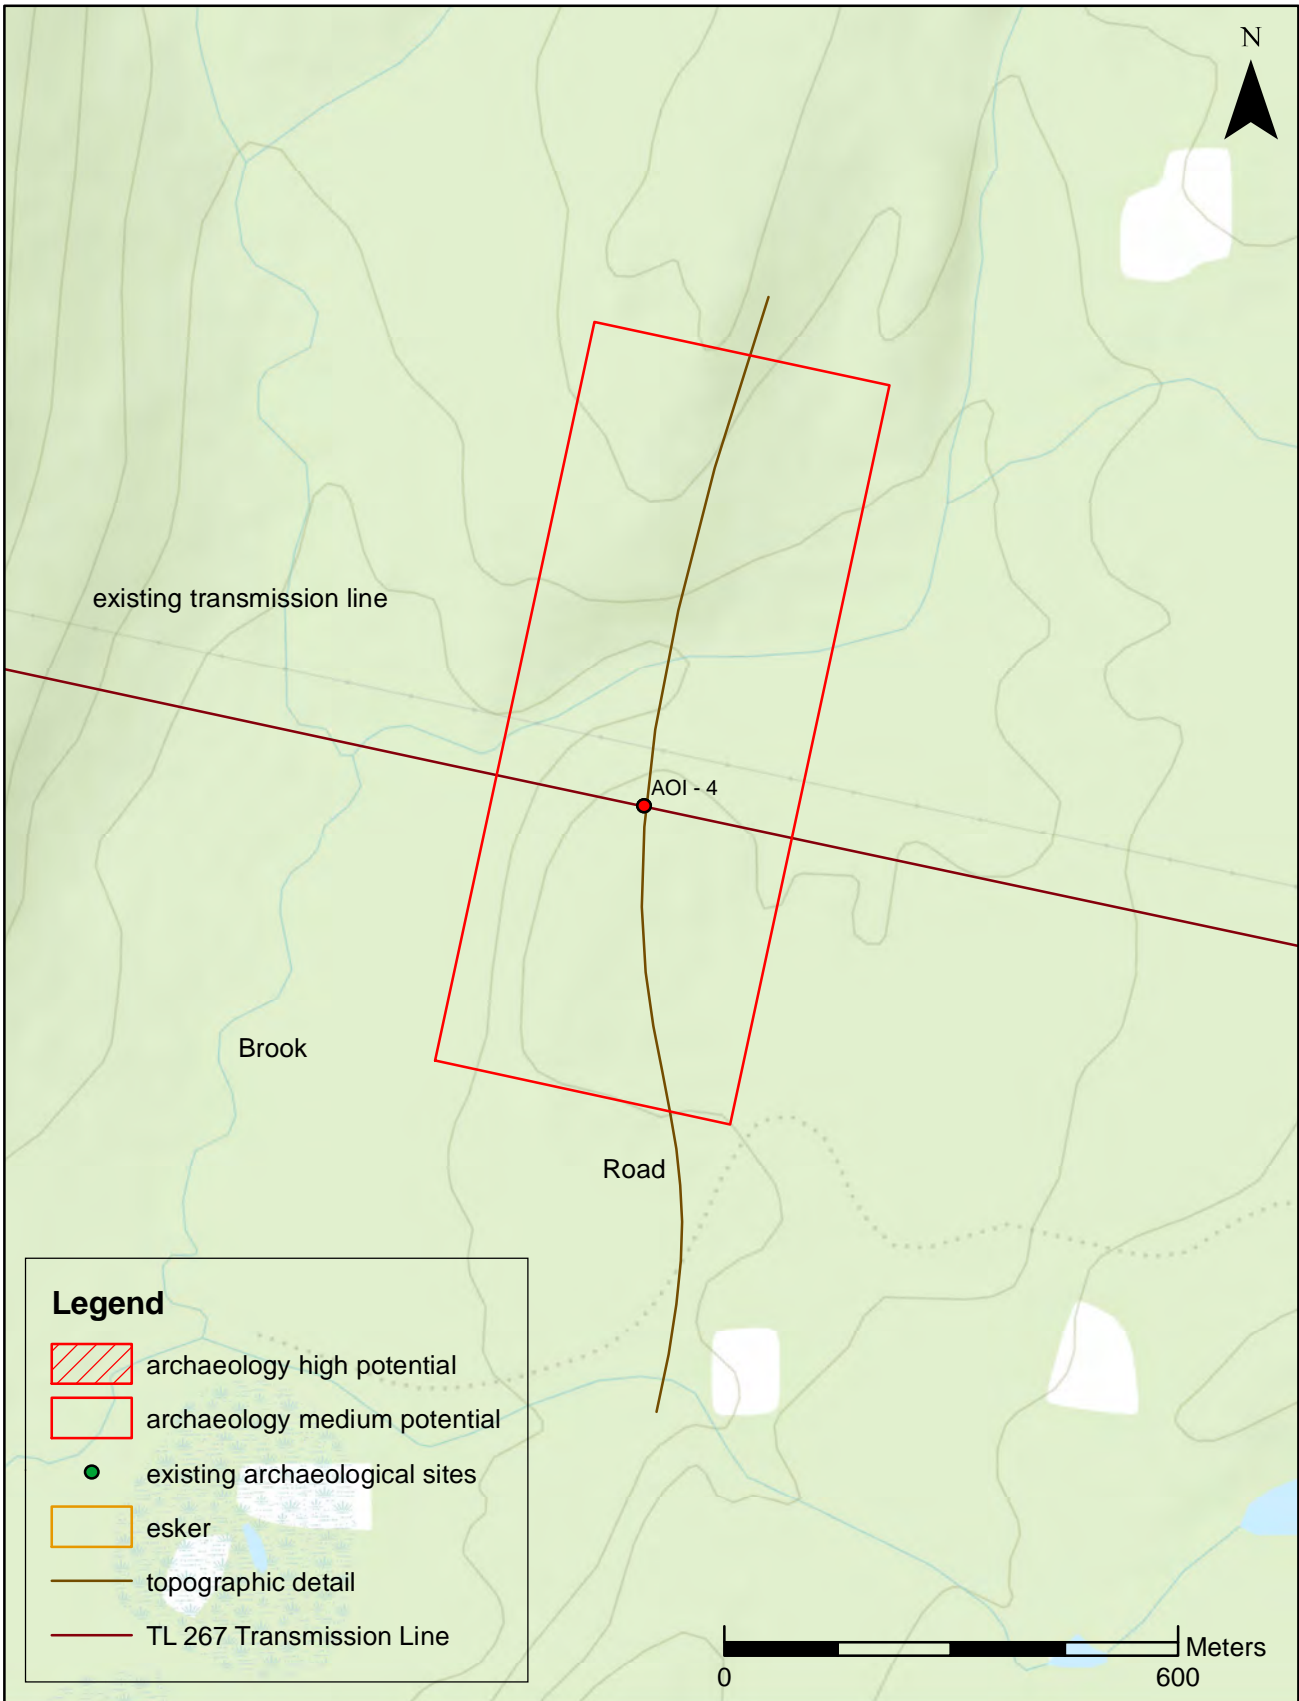 N
existing transmission line
AOI - 4
Brook
Road
Legend
archaeology high potential
archaeology medium potential
existing archaeological sites
esker
topographic detail
TL 267 Transmission Line
Meters
0 600